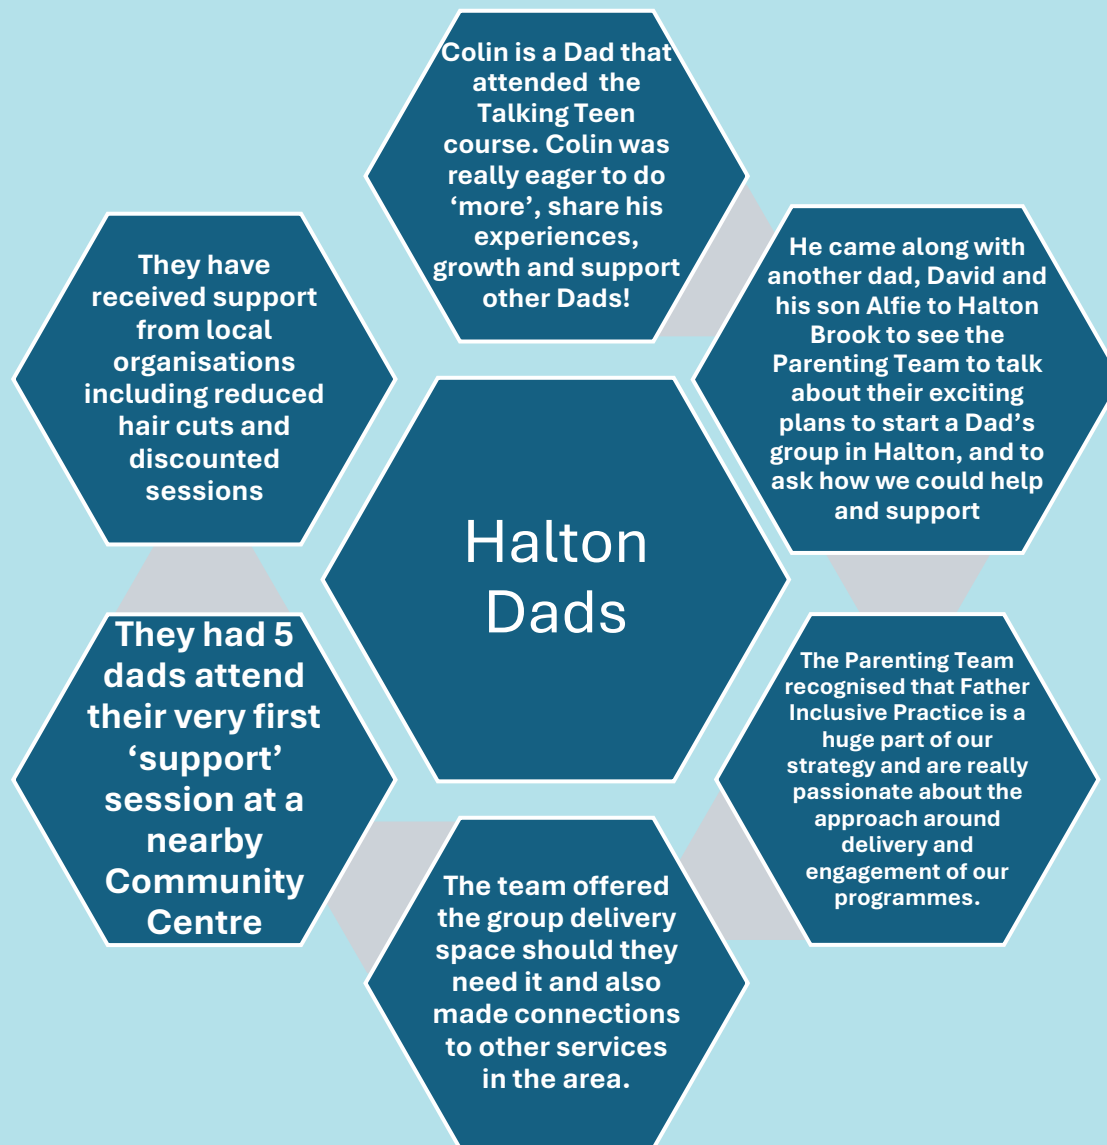 Colin is a Dad that
attended the
Talking Teen
course. Colin was
really eager to do
‘more’, share his
experiences,
growth and support
other Dads!
He came along with
another dad, David and
his son Alfie to Halton
Brook to see the
Parenting Team to talk
about their exciting
plans to start a Dad’s
group in Halton, and to
ask how we could help
and support
The Parenting Team
recognised that Father
Inclusive Practice is a
huge part of our
strategy and are really
passionate about the
approach around
delivery and
engagement of our
programmes.
The team offered
the group delivery
space should they
need it and also
made connections
to other services
in the area.
They had 5
dads attend
their very first
‘support’
session at a
nearby
Community
Centre
They have
received support
from local
organisations
including reduced
hair cuts and
discounted
sessions
Halton
Dads